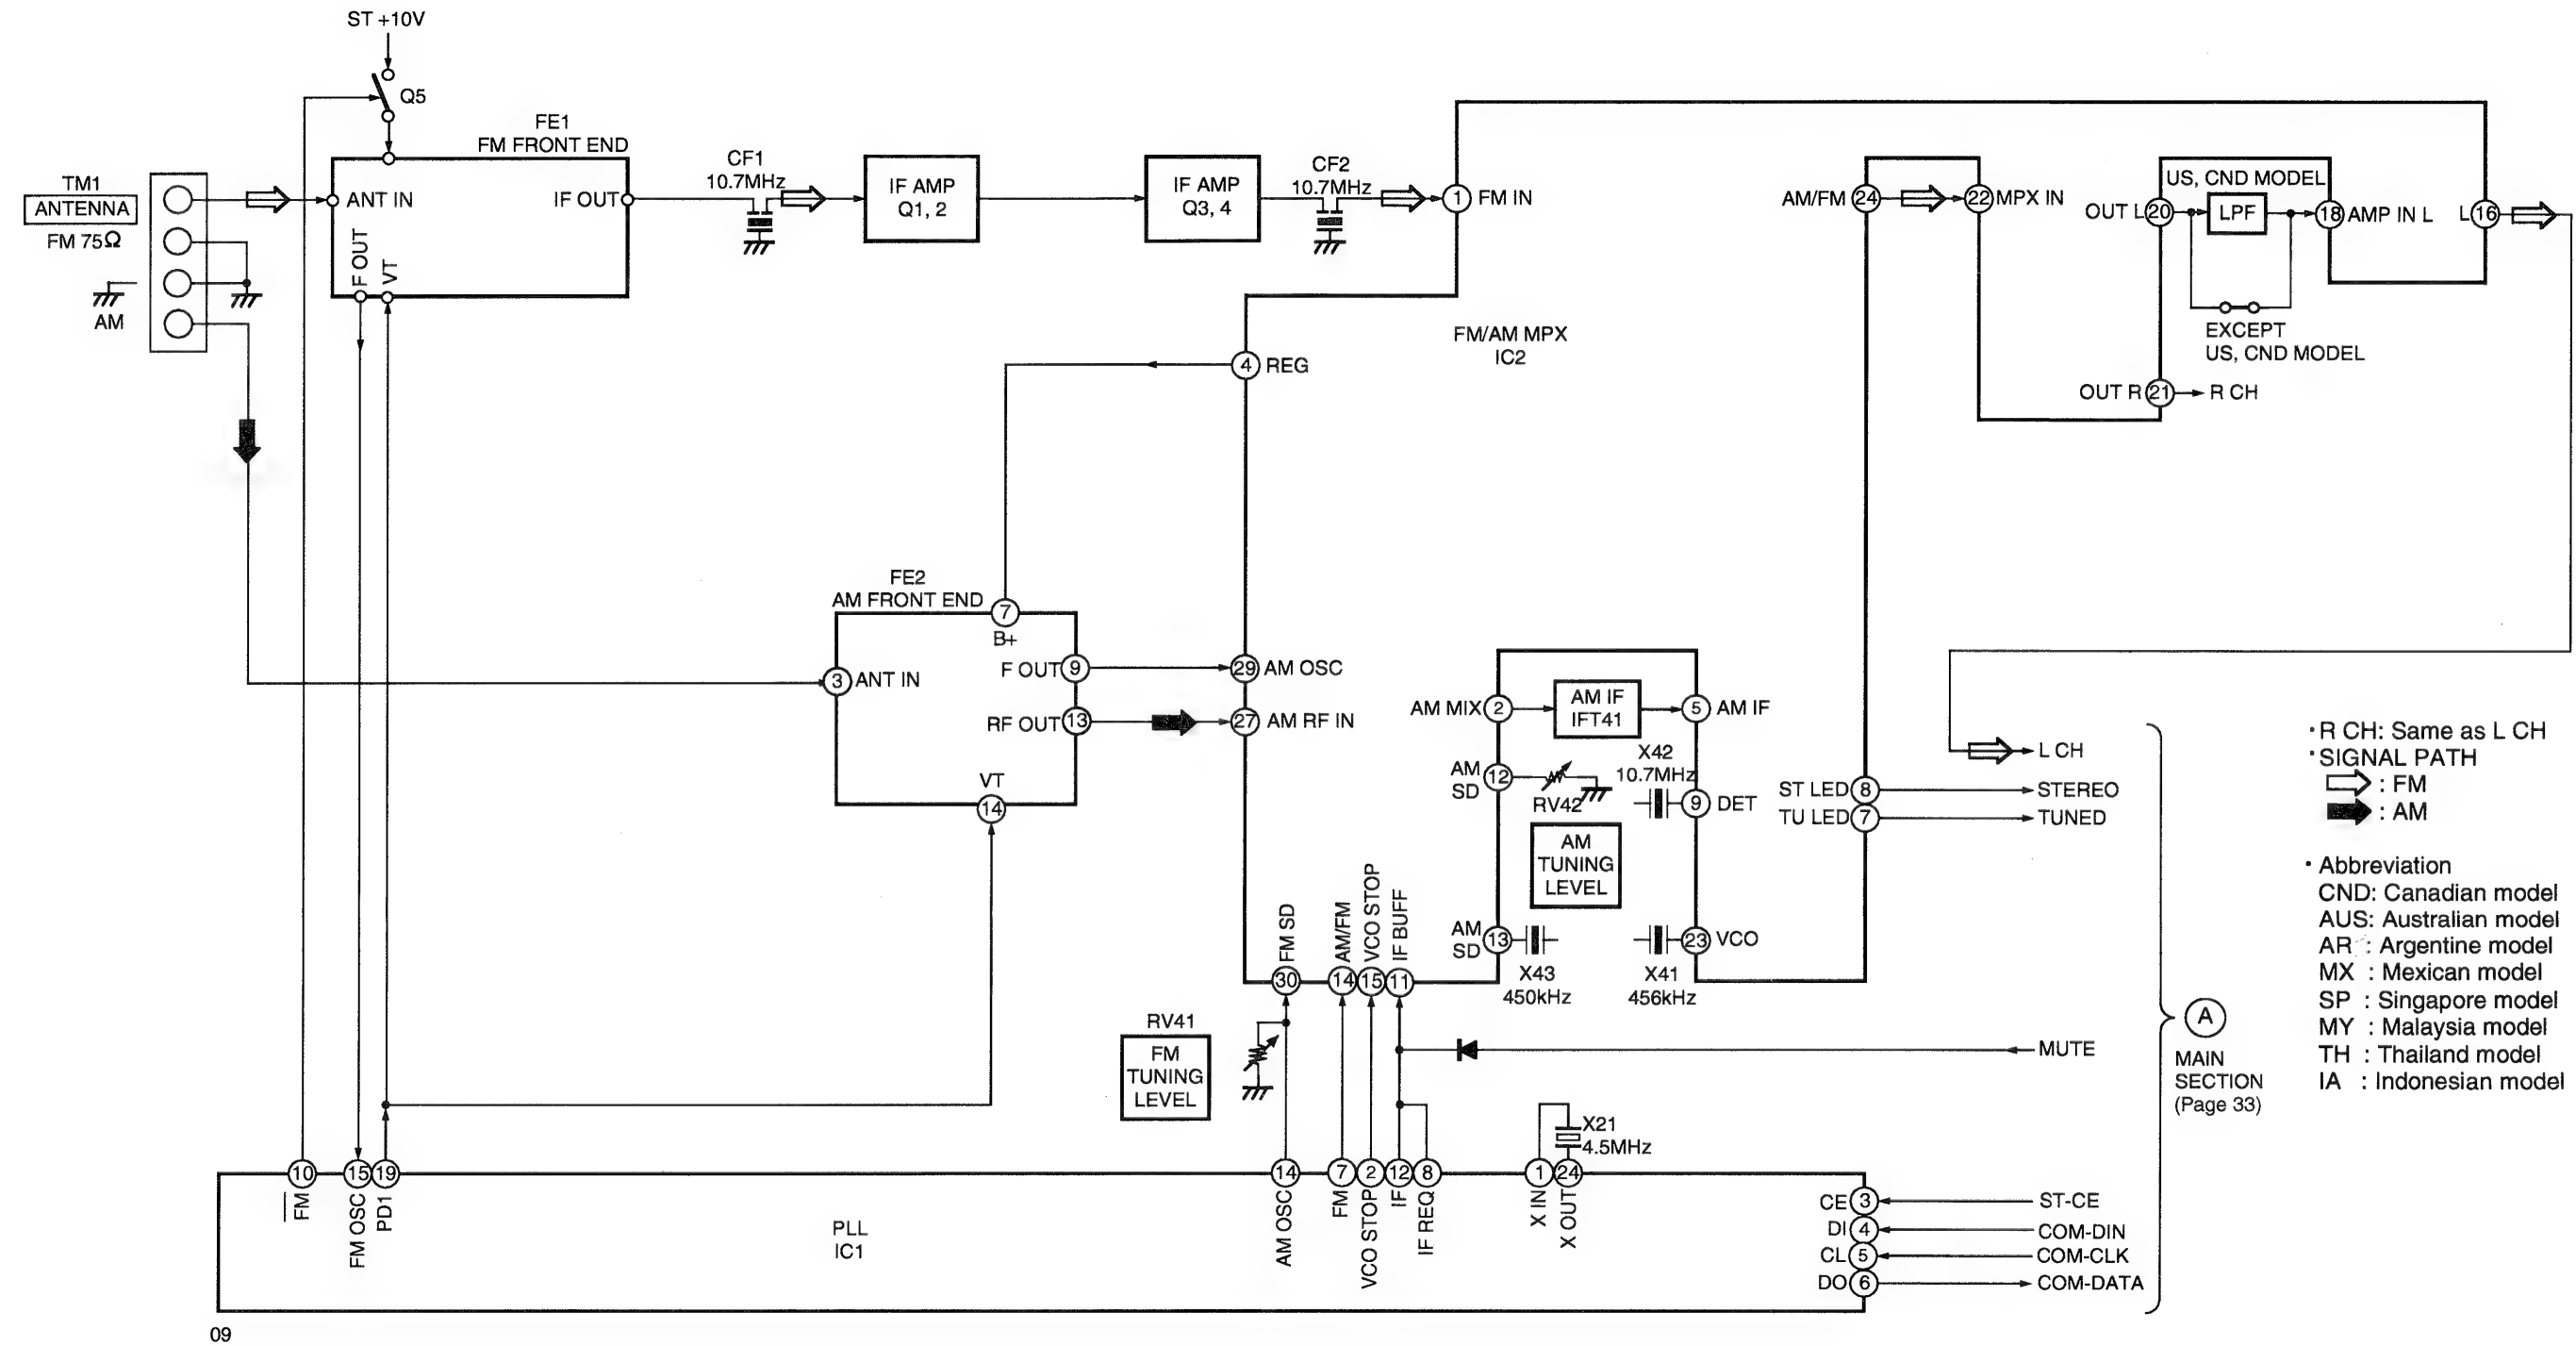 ST +10V
Q5
FE1
FM FRONT END
TM1
ANTENNA
FM 75Ω
AM
ANT IN
IF OUT
F OUT
VT
CF1
10.7MHz
IF AMP
Q1, 2
IF AMP
Q3, 4
CF2
10.7MHz
1 FM IN
FM/AM MPX
IC2
4 REG
AM/FM 24
22 MPX IN
US, CND MODEL
OUT L 20
LPF
18 AMP IN L
L 16
EXCEPT
US, CND MODEL
OUT R 21
R CH
FE2
AM FRONT END
7
B+
3 ANT IN
F OUT 9
RF OUT 13
VT
14
29 AM OSC
27 AM RF IN
AM MIX 2
AM IF
IFT41
5 AM IF
AM
SD
12
RV42
X42
10.7MHz
9 DET
AM
TUNING
LEVEL
AM
SD
13
X43
450kHz
X41
456kHz
23 VCO
ST LED 8
TU LED 7
L CH
STEREO
TUNED
FM SD
AM/FM
VCO STOP
IF BUFF
30
14
15
11
RV41
FM
TUNING
LEVEL
MUTE
X21
4.5MHz
10
15
19
14
7
2
12
8
1
24
FM
FM OSC
PD1
AM OSC
FM
VCO STOP
IF
IF REQ
X IN
X OUT
PLL
IC1
CE 3
ST-CE
DI 4
COM-DIN
CL 5
COM-CLK
DO 6
COM-DATA
A
MAIN
SECTION
(Page 33)
• R CH: Same as L CH
• SIGNAL PATH
: FM
: AM
• Abbreviation
CND: Canadian model
AUS: Australian model
AR : Argentine model
MX : Mexican model
SP : Singapore model
MY : Malaysia model
TH : Thailand model
IA : Indonesian model
09